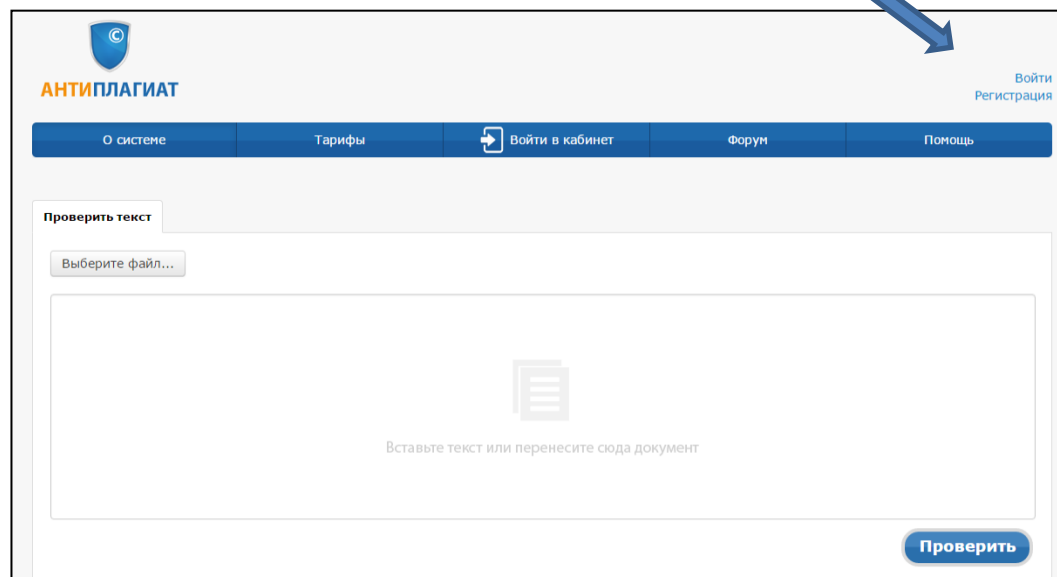 ©
АНТИПЛАГИАТ
Войти
Регистрация
О системе
Тарифы
Войти в кабинет
Форум
Помощь
Проверить текст
Выберите файл...
Вставьте текст или перенесите сюда документ
Проверить